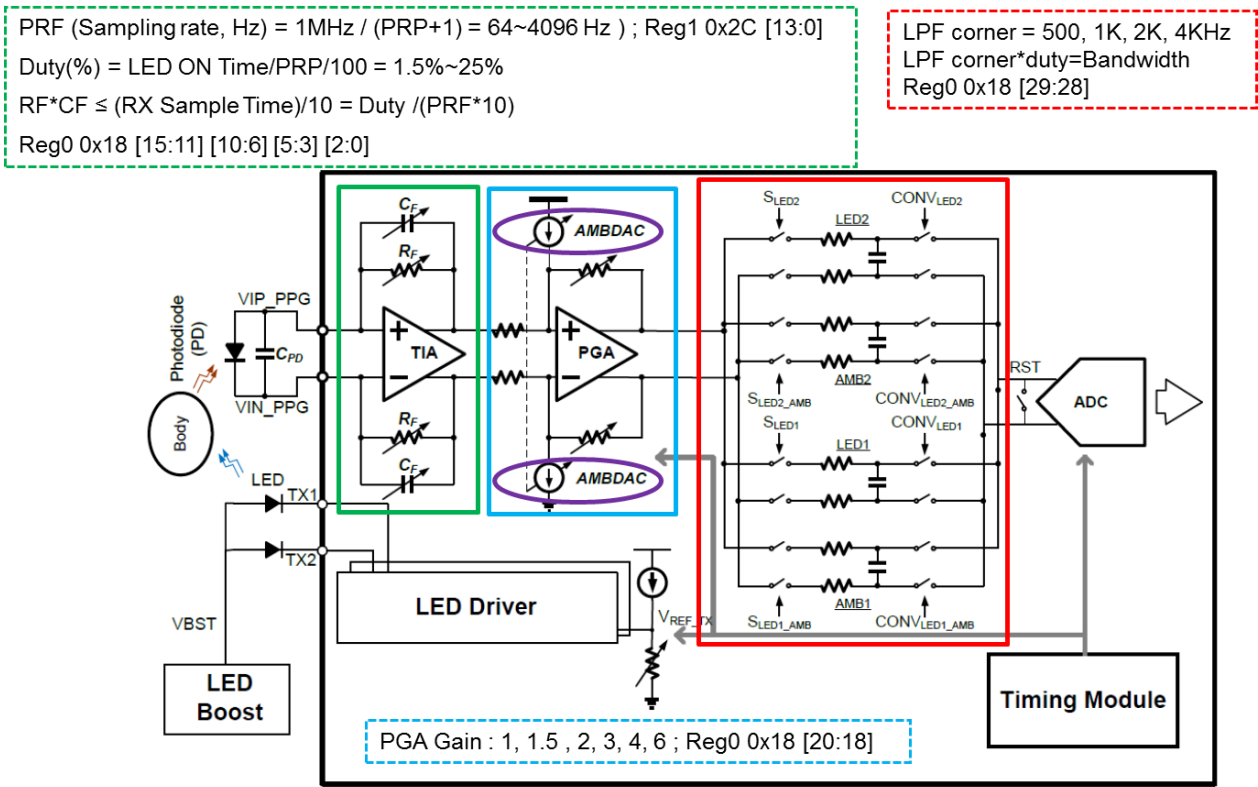 PRF (Sampling rate, Hz) = 1MHz / (PRP+1) = 64~4096 Hz ) ; Reg1 0x2C [13:0]
Duty(%) = LED ON Time/PRP/100 = 1.5%~25%
RF*CF ≤ (RX Sample Time)/10 = Duty /(PRF*10)
Reg0 0x18 [15:11] [10:6] [5:3] [2:0]
LPF corner = 500, 1K, 2K, 4KHz
LPF corner*duty=Bandwidth
Reg0 0x18 [29:28]
CF
RF
VIP_PPG
Photodiode
(PD)
CPD
VIN_PPG
Body
TIA
RF
CF
AMBDAC
PGA
AMBDAC
SLED2
LED2
CONVLED2
AMB2
SLED2_AMB
CONVLED2_AMB
SLED1
LED1
CONVLED1
AMB1
SLED1_AMB
CONVLED1_AMB
RST
ADC
LED
TX1
TX2
LED Driver
VREF_TX
VBST
LED
Boost
Timing Module
PGA Gain : 1, 1.5 , 2, 3, 4, 6 ; Reg0 0x18 [20:18]